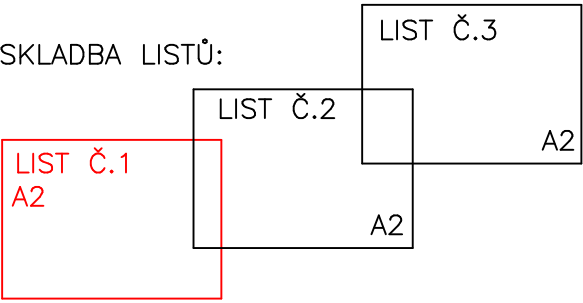 SKLADBA LISTŮ:
LIST Č.3
A2
LIST Č.2
A2
LIST Č.1
A2